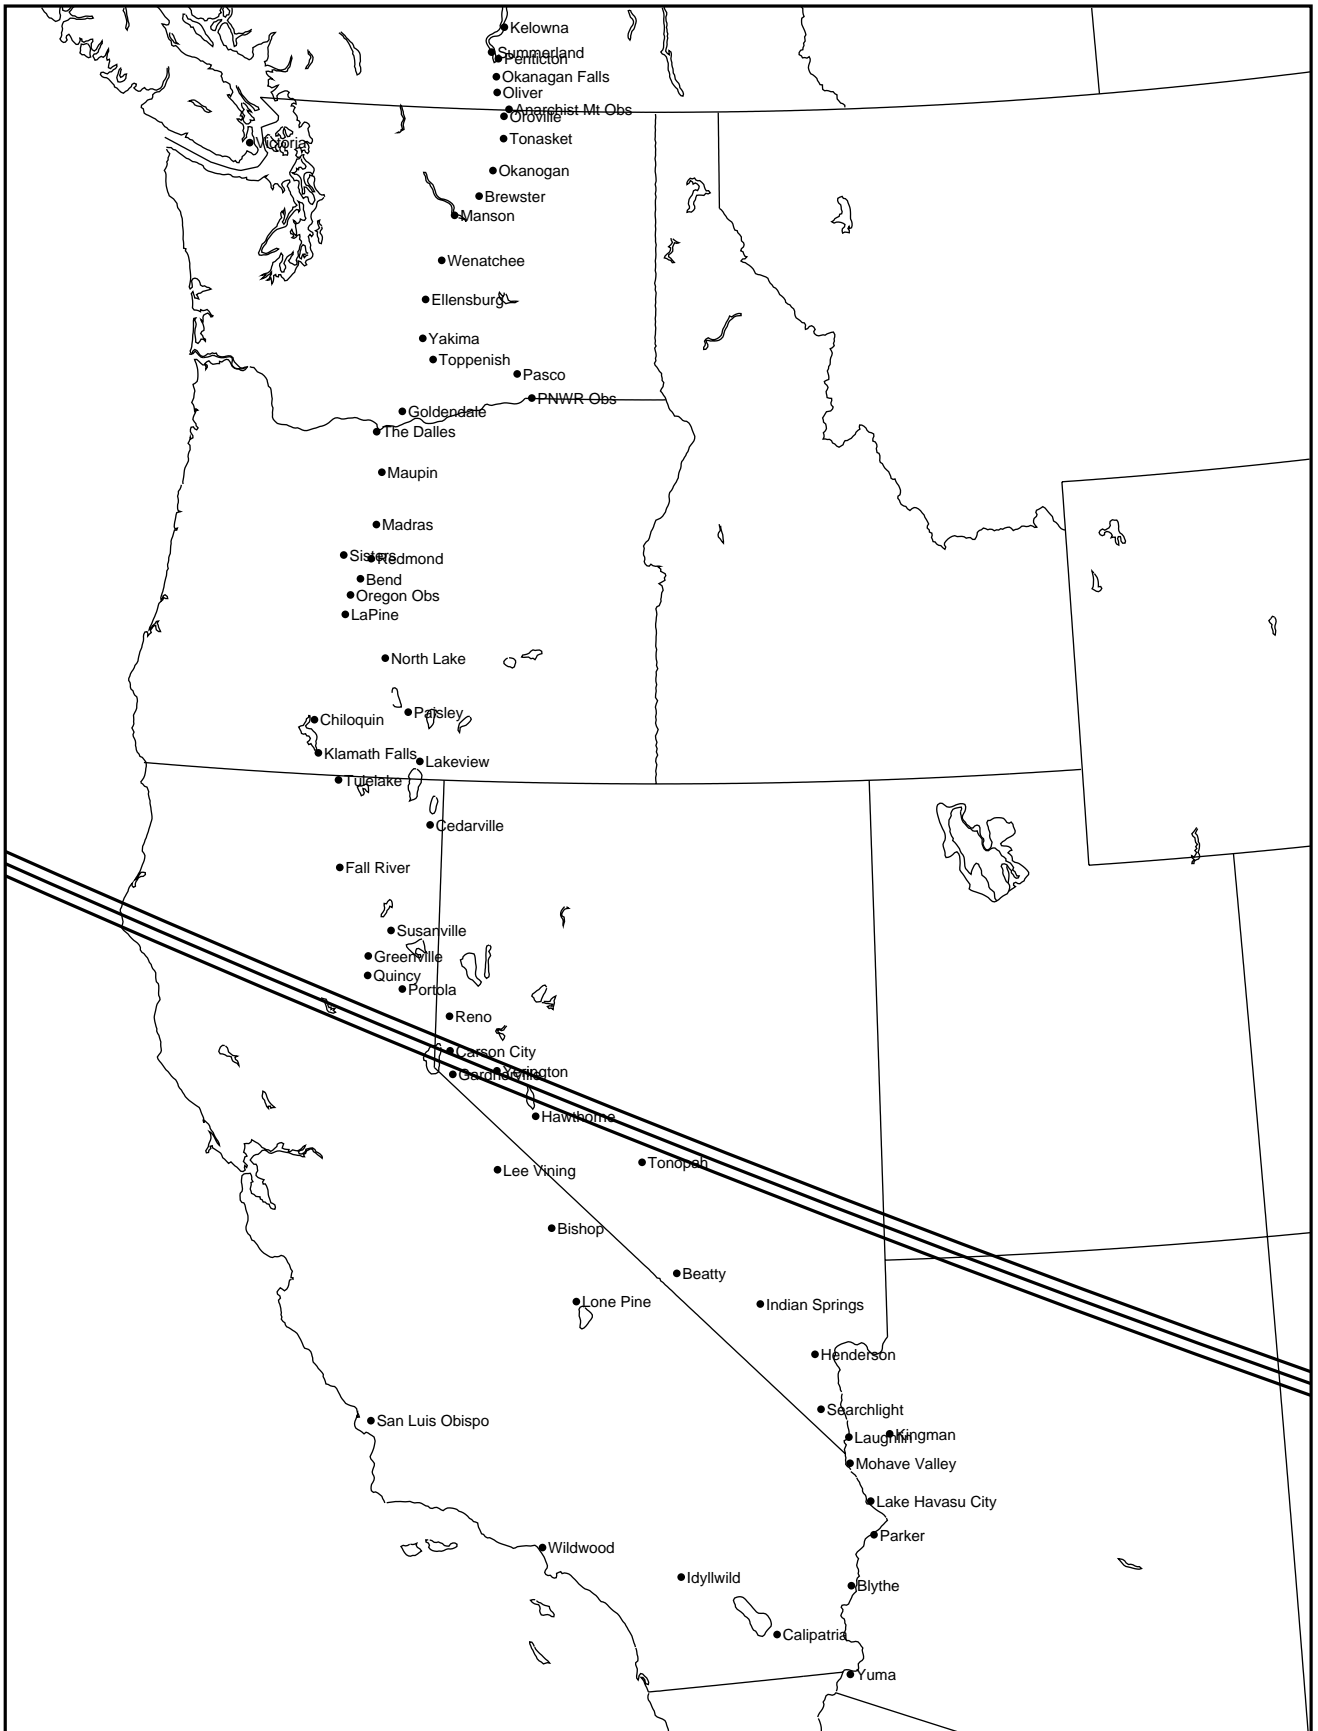 Kelowna
Summerland
Penticton
Okanagan Falls
Oliver
Anarchist Mt Obs
Oroville
Tonasket
Victoria
Okanogan
Brewster
Manson
Wenatchee
Ellensburg
Yakima
Toppenish
Pasco
PNWR Obs
Goldendale
The Dalles
Maupin
Madras
Sisters
Redmond
Bend
Oregon Obs
LaPine
North Lake
Paisley
Chiloquin
Klamath Falls
Lakeview
Tulelake
Cedarville
Fall River
Susanville
Greenville
Quincy
Portola
Reno
Carson City
Yerington
Gardnerville
Hawthorne
Tonopah
Lee Vining
Bishop
Beatty
Lone Pine
Indian Springs
Henderson
Searchlight
San Luis Obispo
Kingman
Laughlin
Mohave Valley
Lake Havasu City
Parker
Wildwood
Idyllwild
Blythe
Calipatria
Yuma